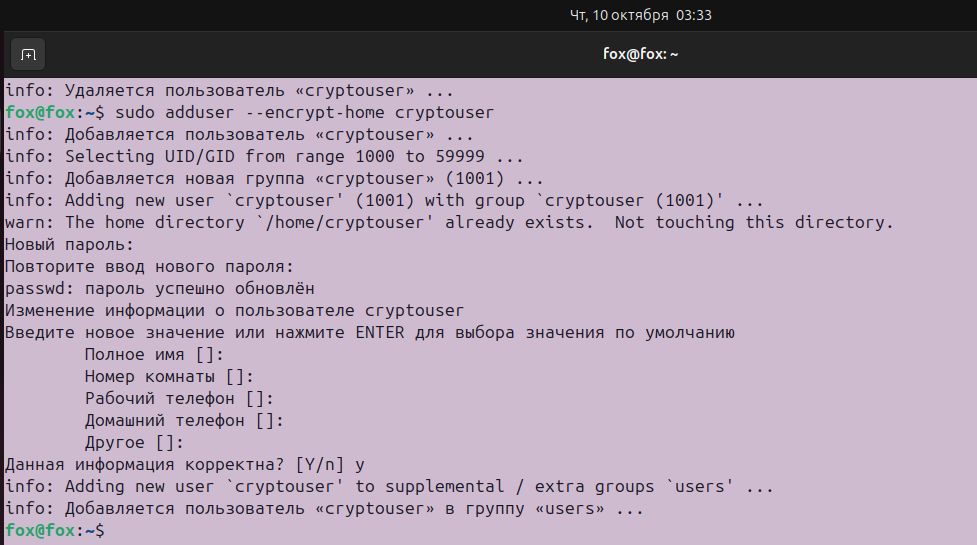 Чт, 10 октября 03:33
fox@fox: ~
info: Удаляется пользователь «cryptouser» ...
fox@fox:~$ sudo adduser --encrypt-home cryptouser
info: Добавляется пользователь «cryptouser» ...
info: Selecting UID/GID from range 1000 to 59999 ...
info: Добавляется новая группа «cryptouser» (1001) ...
info: Adding new user `cryptouser' (1001) with group `cryptouser (1001)' ...
warn: The home directory `/home/cryptouser' already exists.  Not touching this directory.
Новый пароль:
Повторите ввод нового пароля:
passwd: пароль успешно обновлён
Изменение информации о пользователе cryptouser
Введите новое значение или нажмите ENTER для выбора значения по умолчанию
Полное имя []:
Номер комнаты []:
Рабочий телефон []:
Домашний телефон []:
Другое []:
Данная информация корректна? [Y/n] y
info: Adding new user `cryptouser' to supplemental / extra groups `users' ...
info: Добавляется пользователь «cryptouser» в группу «users» ...
fox@fox:~$